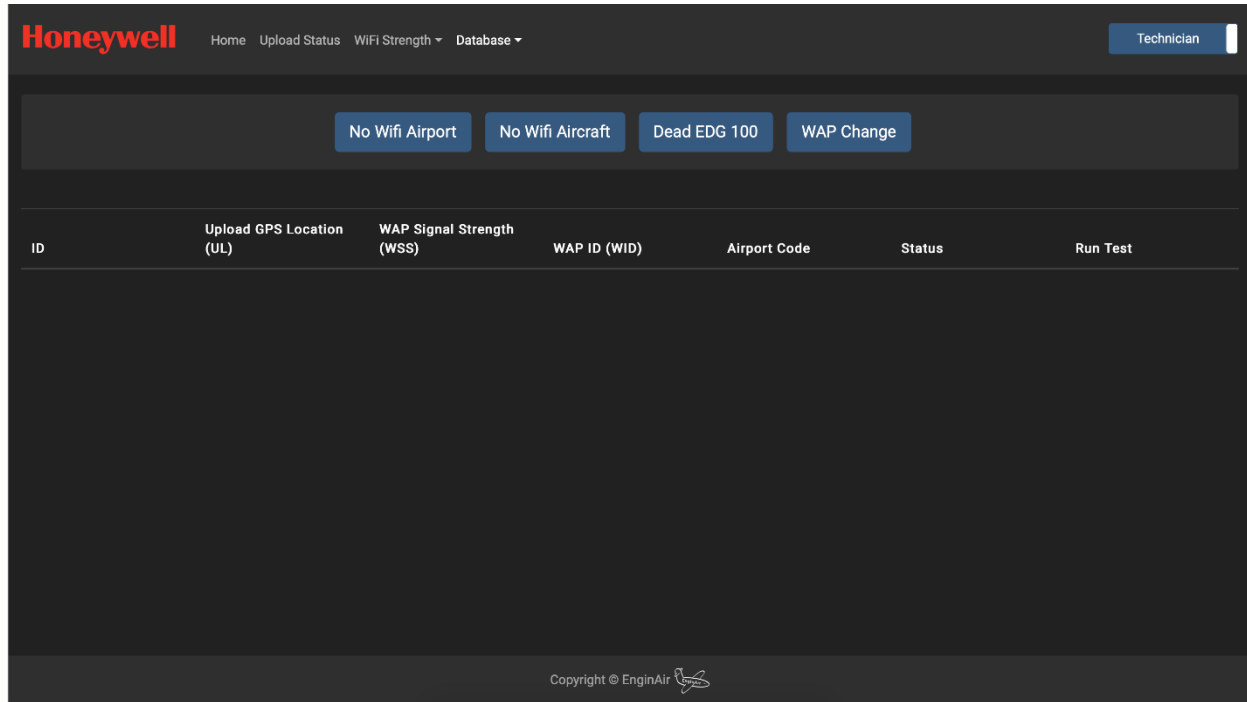 Honeywell Home Upload Status WiFi Strength Database Technician
No Wifi Airport No Wifi Aircraft Dead EDG 100 WAP Change
Upload GPS Location WAP Signal Strength
ID (UL) (WSS) WAP ID (WID) Airport Code Status Run Test
Copyright © EnginAir